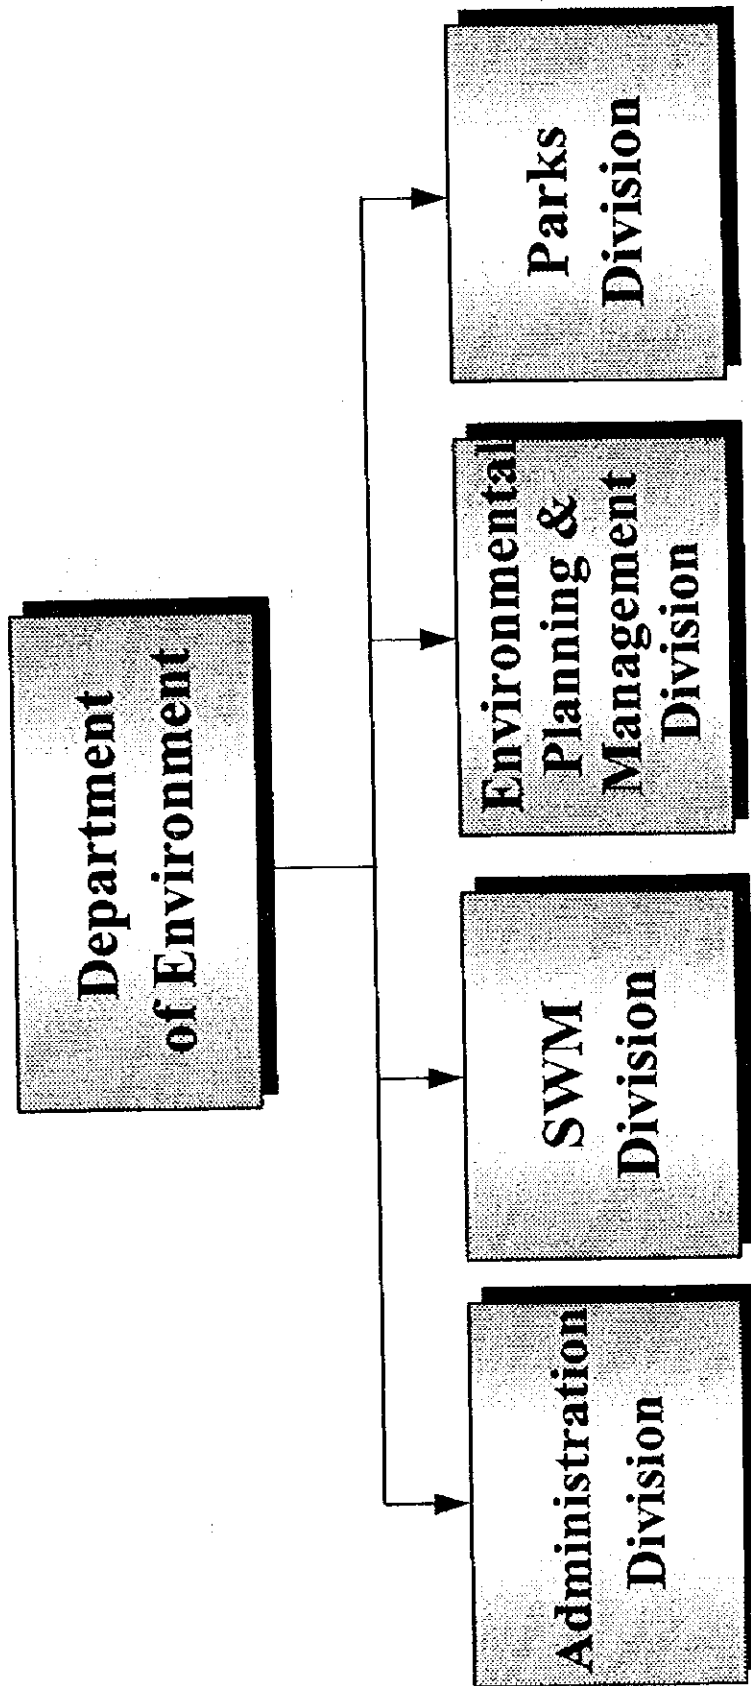 Department
of Environment
Administration
Division
SWM
Division
Environmental
Planning &
Management
Division
Parks
Division